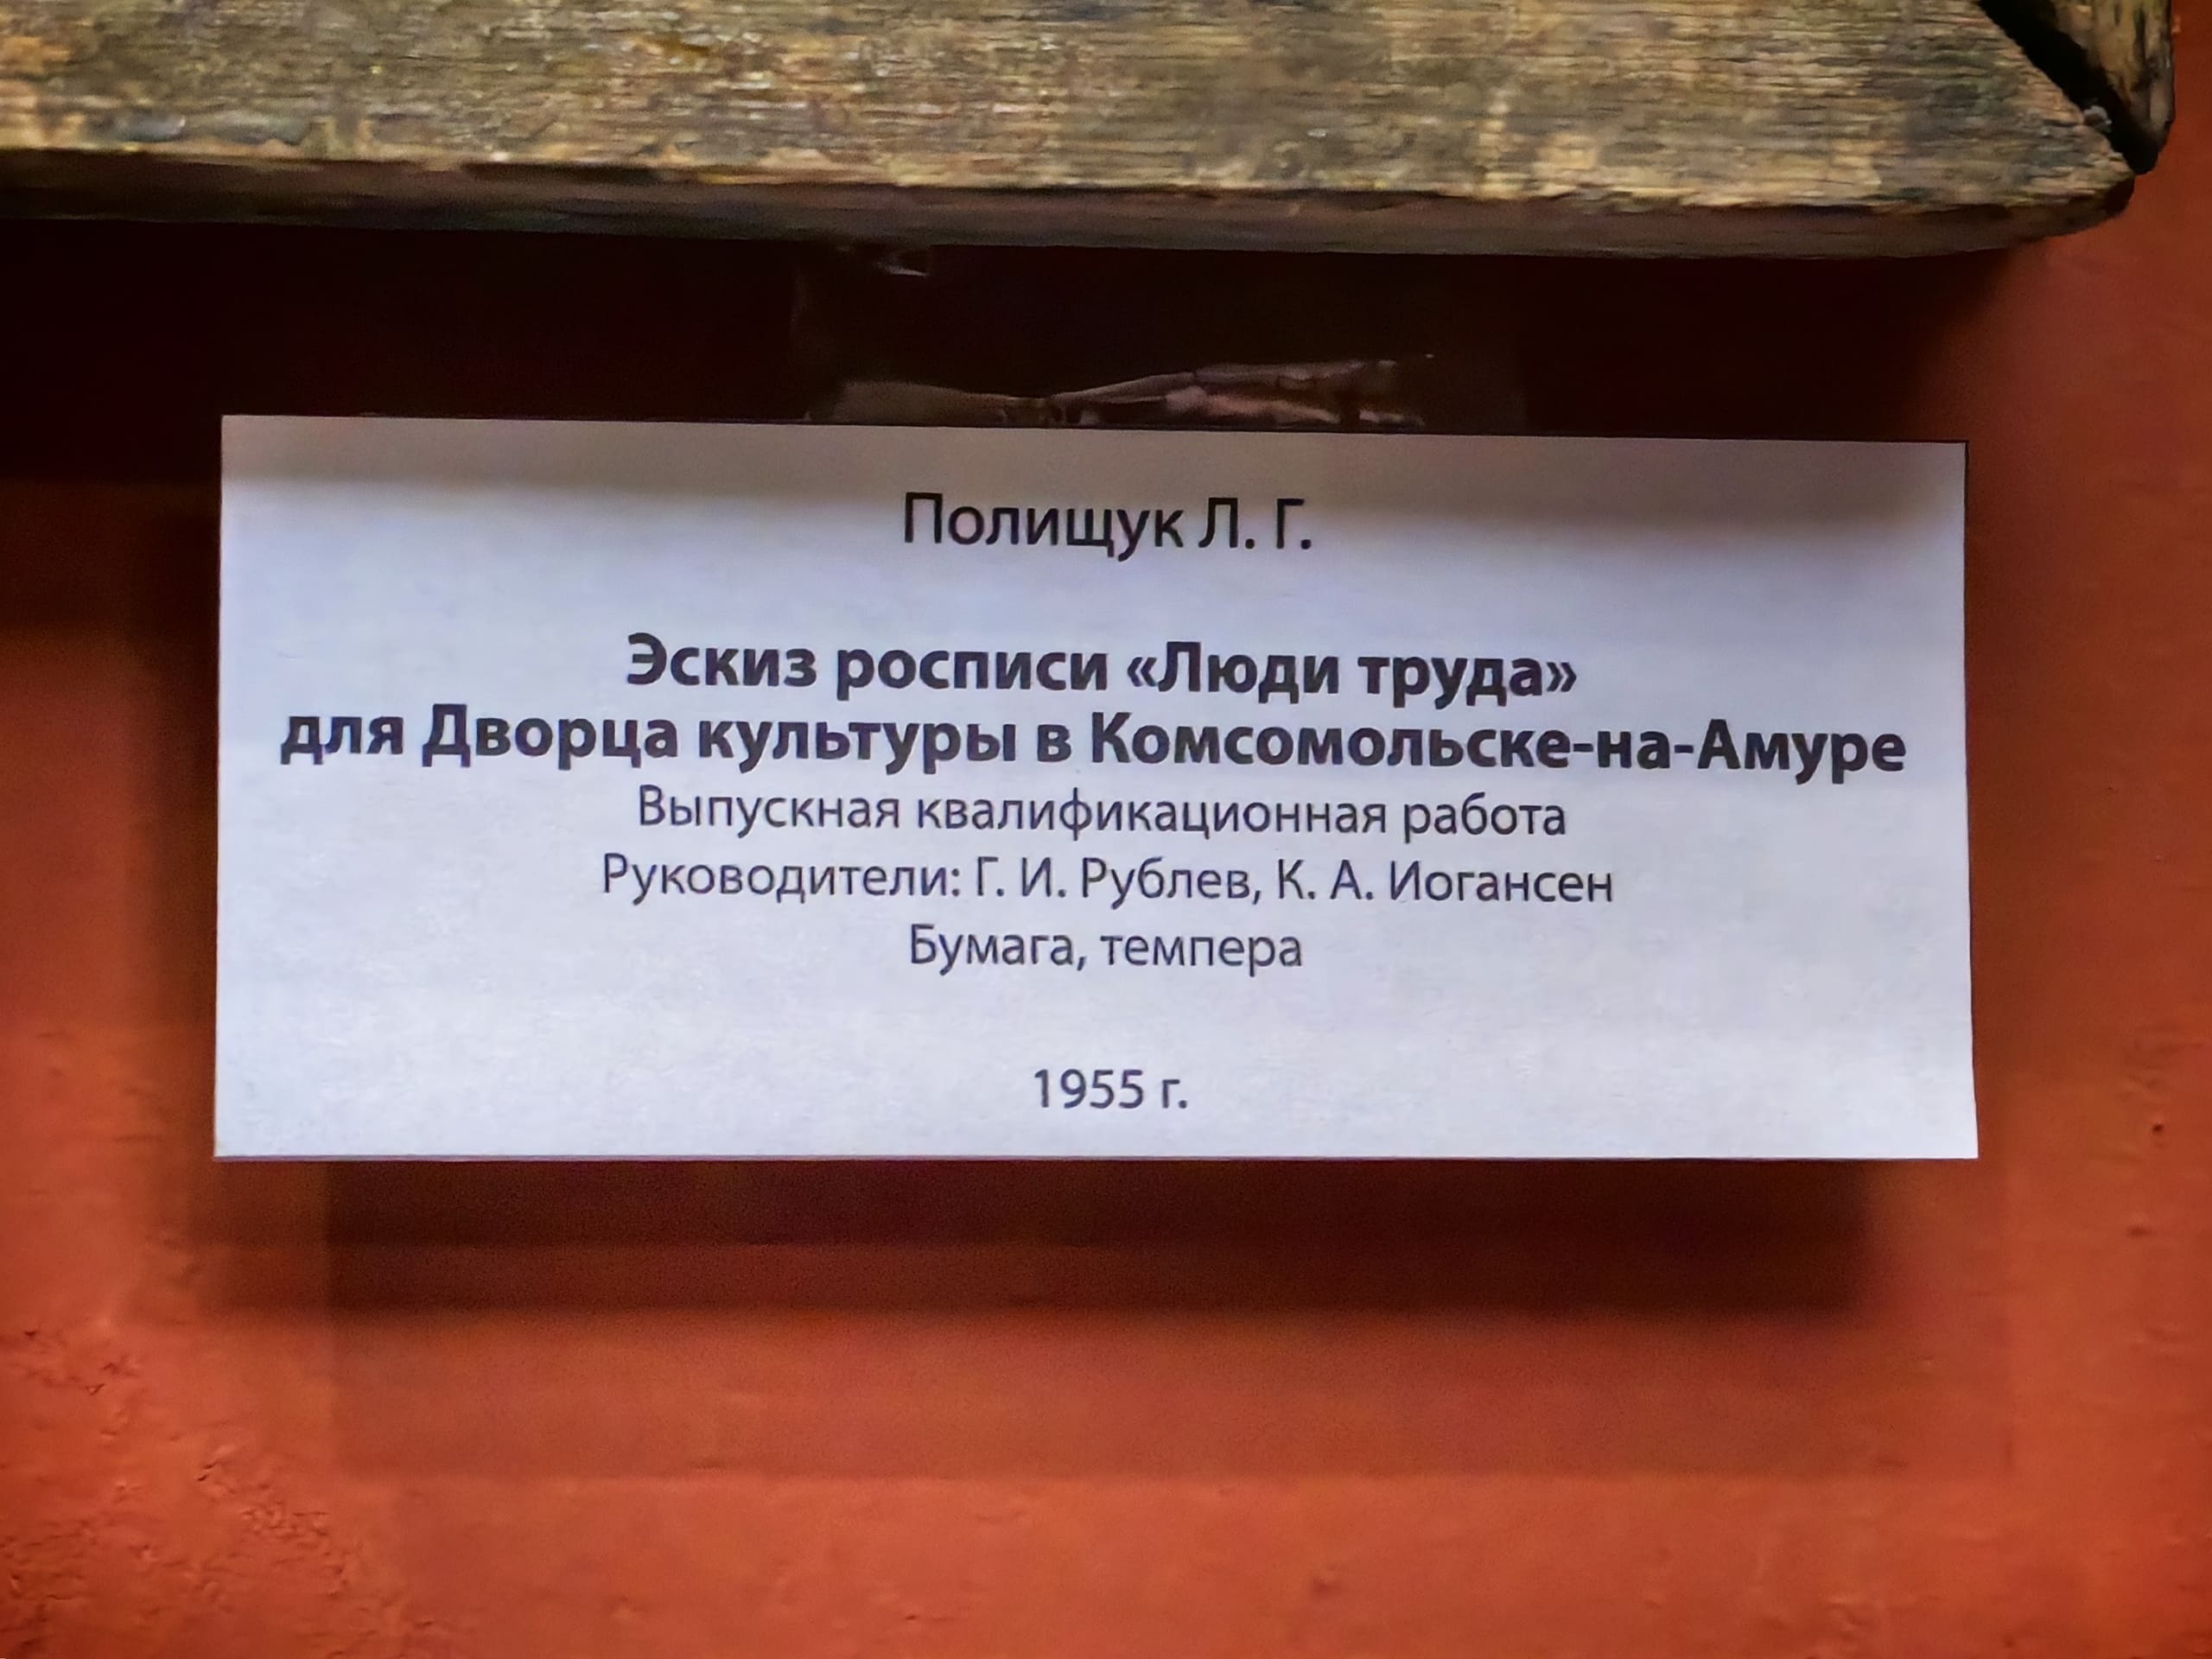 Полищук Л. Г.
Эскиз росписи «Люди труда»
для Дворца культуры в Комсомольске-на-Амуре
Выпускная квалификационная работа
Руководители: Г. И. Рублев, К. А. Иогансен
Бумага, темпера
1955 г.